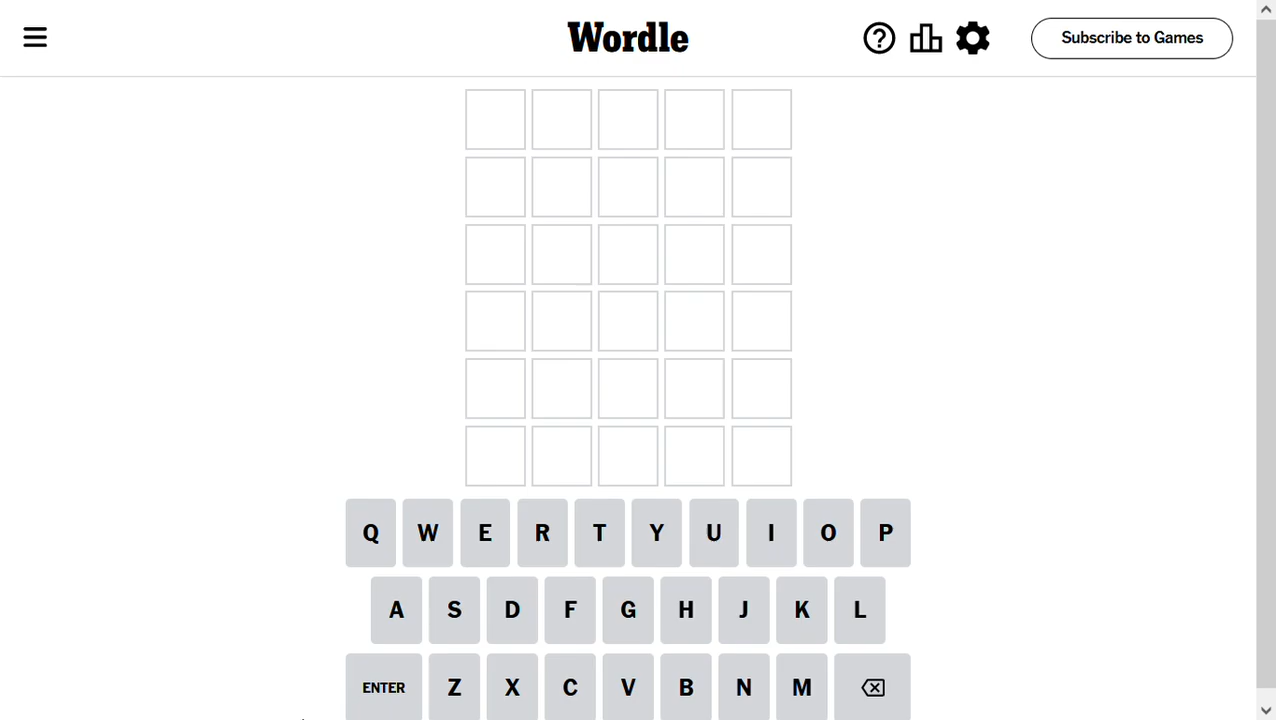 Wordle
Subscribe to Games
Q W E R T Y U I O P
A S D F G H J K L
ENTER Z X C V B N M